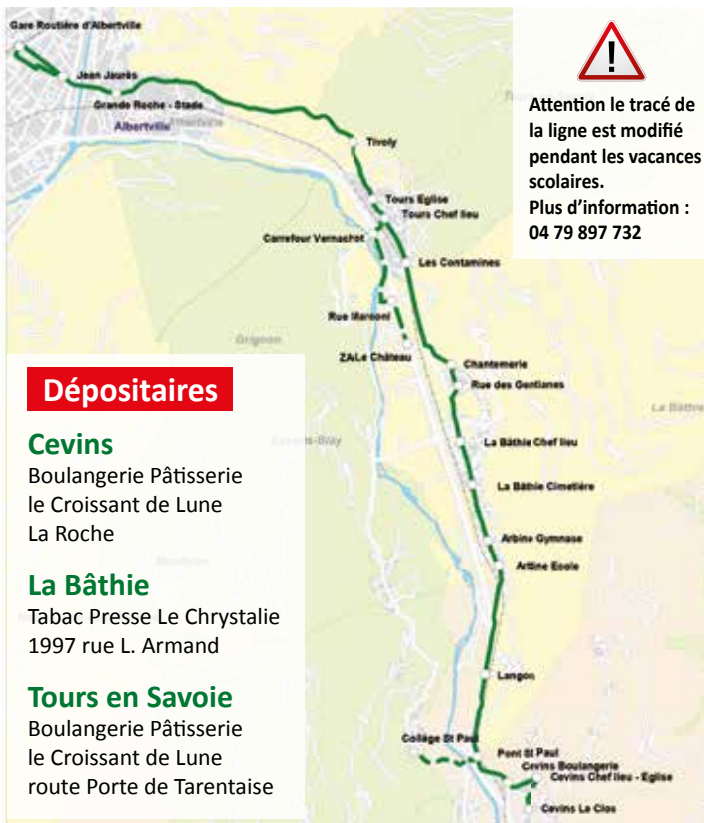 Gare Routière d'Albertville
Jean Jaurès
Grande Roche - Stade
Albertville
Albertville
Tivoly
Tours Eglise
Tours Chef lieu
Carrefour Vernachot
Les Contamines
Rue Marconi
ZA Le Château
Grignon
Chantemerie
Rue des Gentianes
La Bâthie
La Bâthie Chef lieu
La Bâthie Cimetière
Arbine Gymnase
Arbine Ecole
Langon
Collège St Paul
Pont St Paul
Cevins Boulangerie
Cevins Chef lieu - Eglise
Cevins Le Clos
Attention le tracé de
la ligne est modifié
pendant les vacances
scolaires.
Plus d'information :
04 79 897 732
Dépositaires
Cevins
Boulangerie Pâtisserie
le Croissant de Lune
La Roche
La Bâthie
Tabac Presse Le Chrystalie
1997 rue L. Armand
Tours en Savoie
Boulangerie Pâtisserie
le Croissant de Lune
route Porte de Tarentaise